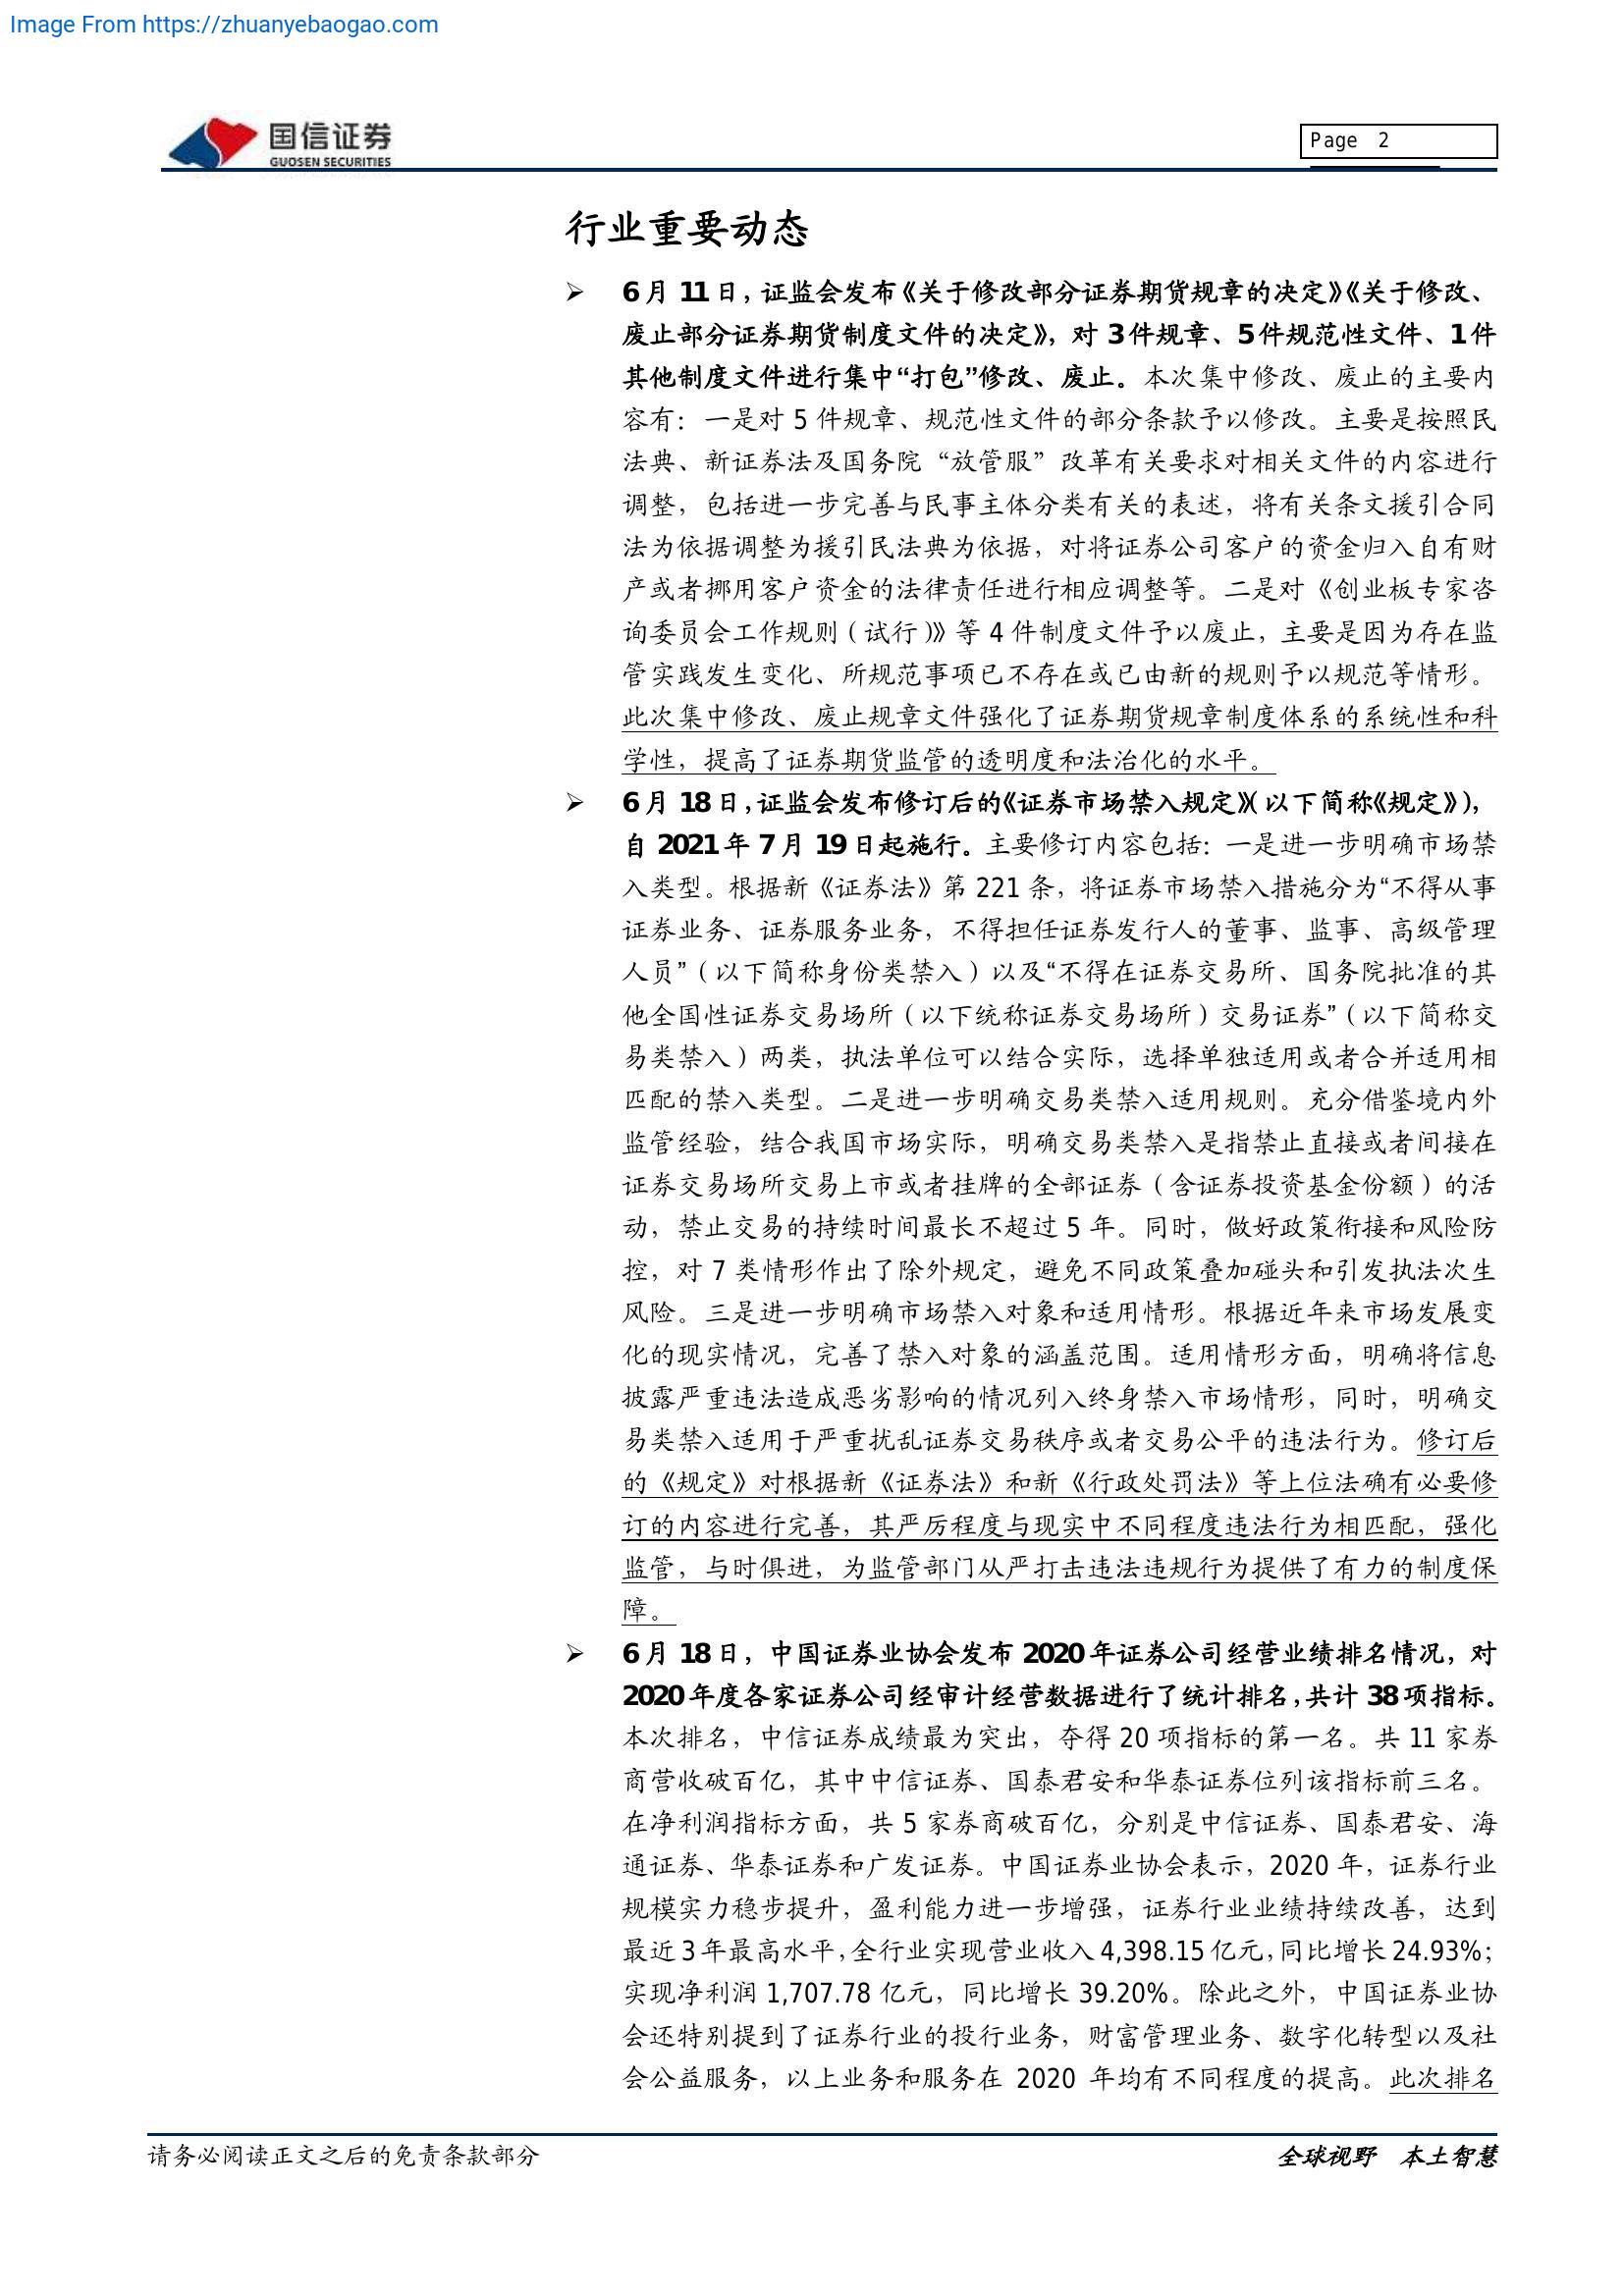 Image From https://zhuanyebaogao.com
国信证券
GUOSEN SECURITIES
Page 2
行业重要动态
➢ 6月 11日，证监会发布《关于修改部分证券期货规章的决定》《关于修改、
废止部分证券期货制度文件的决定》，对 3件规章、5件规范性文件、1件
其他制度文件进行集中“打包”修改、废止。本次集中修改、废止的主要内
容有：一是对 5 件规章、规范性文件的部分条款予以修改。主要是按照民
法典、新证券法及国务院“放管服”改革有关要求对相关文件的内容进行
调整，包括进一步完善与民事主体分类有关的表述，将有关条文援引合同
法为依据调整为援引民法典为依据，对将证券公司客户的资金归入自有财
产或者挪用客户资金的法律责任进行相应调整等。二是对《创业板专家咨
询委员会工作规则（试行）》等 4 件制度文件予以废止，主要是因为存在监
管实践发生变化、所规范事项已不存在或已由新的规则予以规范等情形。
此次集中修改、废止规章文件强化了证券期货规章制度体系的系统性和科
学性，提高了证券期货监管的透明度和法治化的水平。
➢ 6月 18日，证监会发布修订后的《证券市场禁入规定》（以下简称《规定》），
自 2021年 7月 19日起施行。主要修订内容包括：一是进一步明确市场禁
入类型。根据新《证券法》第 221 条，将证券市场禁入措施分为“不得从事
证券业务、证券服务业务，不得担任证券发行人的董事、监事、高级管理
人员”（以下简称身份类禁入）以及“不得在证券交易所、国务院批准的其
他全国性证券交易场所（以下统称证券交易场所）交易证券”（以下简称交
易类禁入）两类，执法单位可以结合实际，选择单独适用或者合并适用相
匹配的禁入类型。二是进一步明确交易类禁入适用规则。充分借鉴境内外
监管经验，结合我国市场实际，明确交易类禁入是指禁止直接或者间接在
证券交易场所交易上市或者挂牌的全部证券（含证券投资基金份额）的活
动，禁止交易的持续时间最长不超过 5 年。同时，做好政策衔接和风险防
控，对 7 类情形作出了除外规定，避免不同政策叠加碰头和引发执法次生
风险。三是进一步明确市场禁入对象和适用情形。根据近年来市场发展变
化的现实情况，完善了禁入对象的涵盖范围。适用情形方面，明确将信息
披露严重违法造成恶劣影响的情况列入终身禁入市场情形，同时，明确交
易类禁入适用于严重扰乱证券交易秩序或者交易公平的违法行为。修订后
的《规定》对根据新《证券法》和新《行政处罚法》等上位法确有必要修
订的内容进行完善，其严厉程度与现实中不同程度违法行为相匹配，强化
监管，与时俱进，为监管部门从严打击违法违规行为提供了有力的制度保
障。
➢ 6月 18日，中国证券业协会发布 2020年证券公司经营业绩排名情况，对
2020年度各家证券公司经审计经营数据进行了统计排名，共计 38项指标。
本次排名，中信证券成绩最为突出，夺得 20 项指标的第一名。共 11 家券
商营收破百亿，其中中信证券、国泰君安和华泰证券位列该指标前三名。
在净利润指标方面，共 5 家券商破百亿，分别是中信证券、国泰君安、海
通证券、华泰证券和广发证券。中国证券业协会表示，2020 年，证券行业
规模实力稳步提升，盈利能力进一步增强，证券行业业绩持续改善，达到
最近3年最高水平，全行业实现营业收入4,398.15亿元，同比增长24.93%；
实现净利润 1,707.78 亿元，同比增长 39.20%。除此之外，中国证券业协
会还特别提到了证券行业的投行业务，财富管理业务、数字化转型以及社
会公益服务，以上业务和服务在 2020 年均有不同程度的提高。此次排名
请务必阅读正文之后的免责条款部分
全球视野 本土智慧